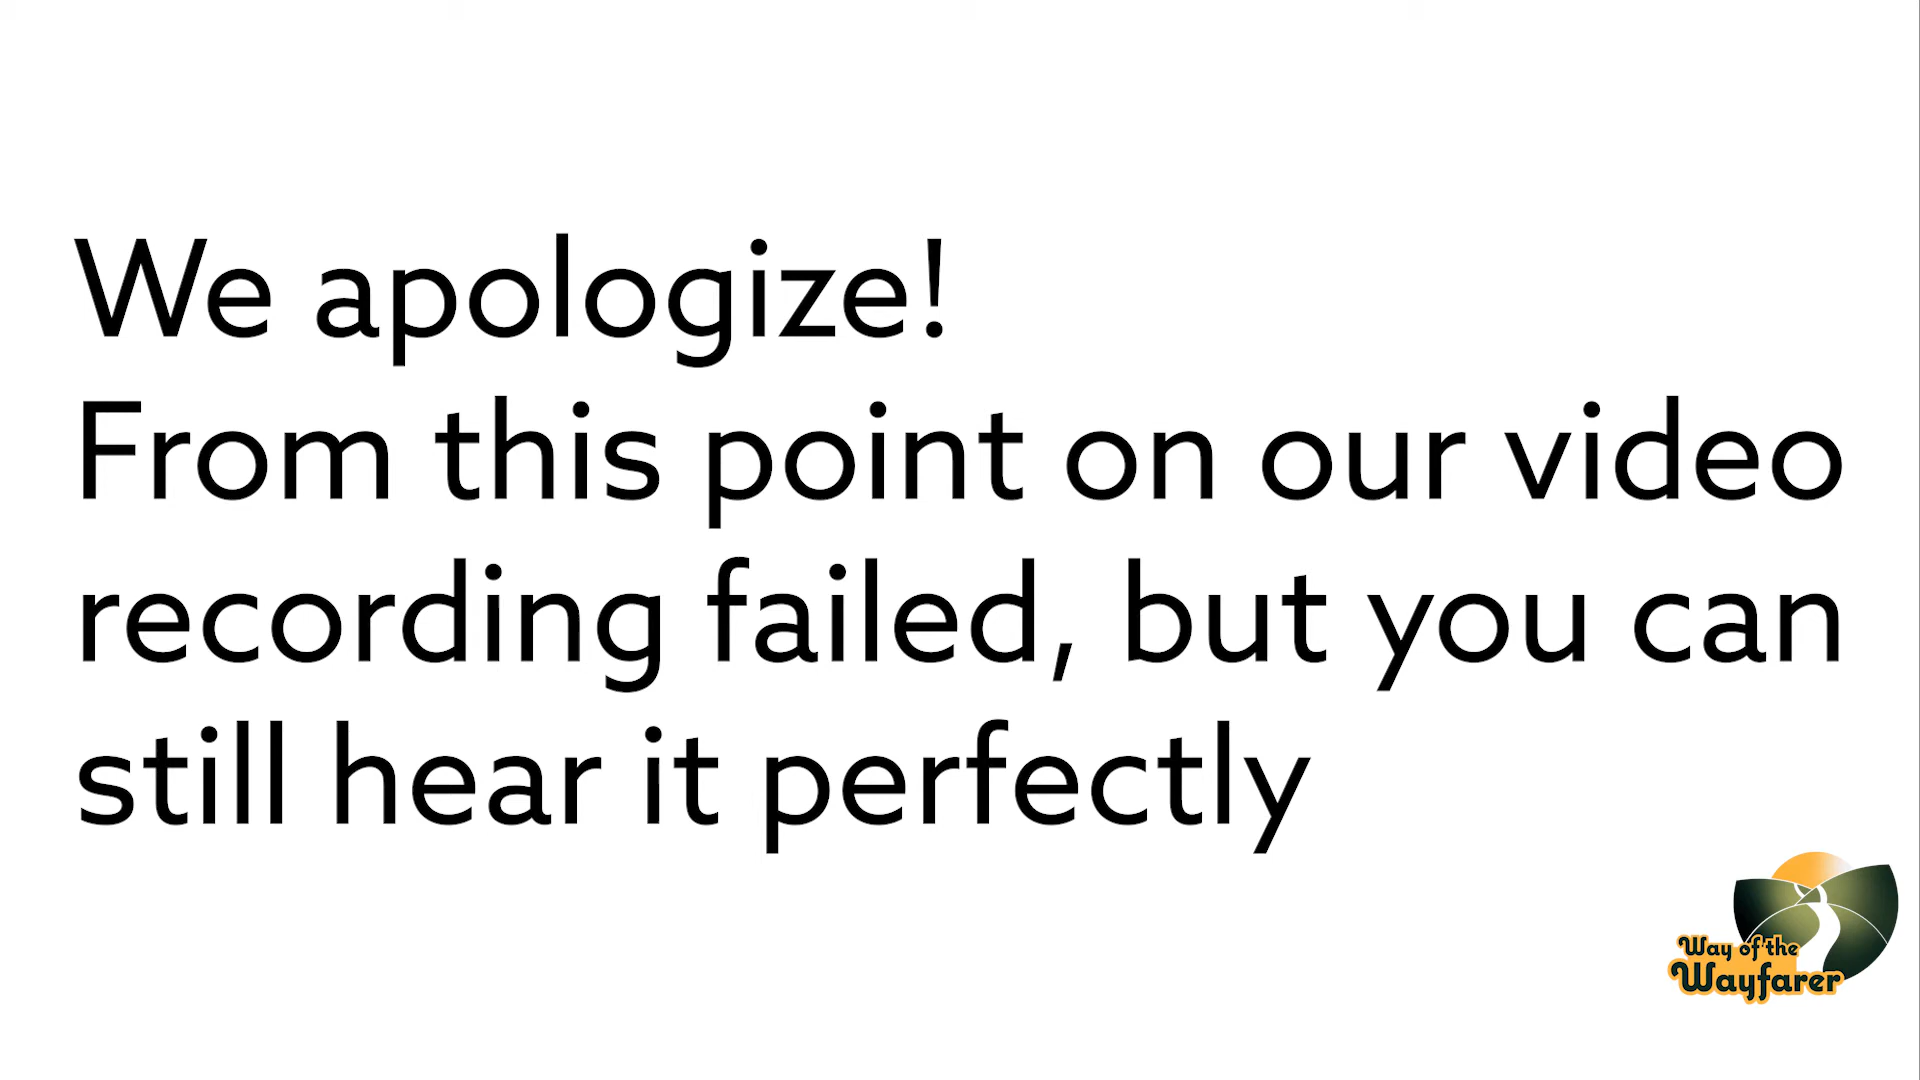 We apologize!
From this point on our video
recording failed, but you can
still hear it perfectly
Way of the
Wayfarer